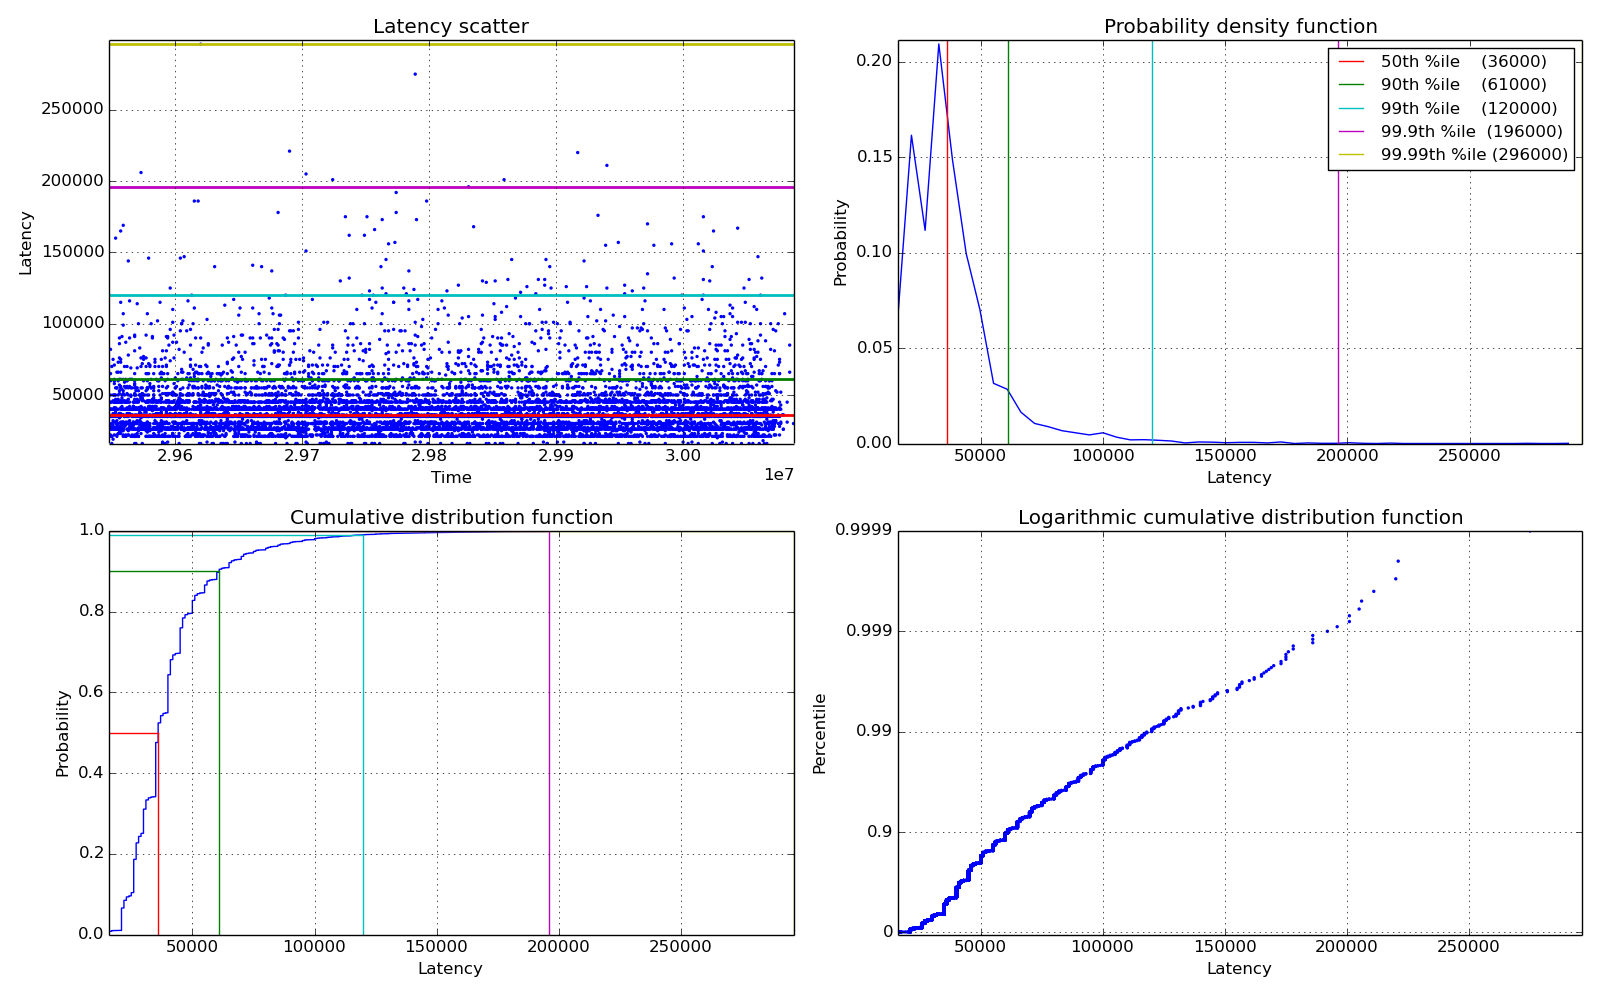 Latency scatter
250000
200000
150000
100000
50000
Latency
2.96 2.97 2.98 2.99 3.00
1e7
Time
Probability density function
0.20
0.15
0.10
0.05
0.00
Probability
50th %ile (36000)
90th %ile (61000)
99th %ile (120000)
99.9th %ile (196000)
99.99th %ile (296000)
50000 100000 150000 200000 250000
Latency
Cumulative distribution function
1.0
0.8
0.6
0.4
0.2
0.0
Probability
50000 100000 150000 200000 250000
Latency
Logarithmic cumulative distribution function
0.9999
0.999
0.99
0.9
0
Percentile
50000 100000 150000 200000 250000
Latency